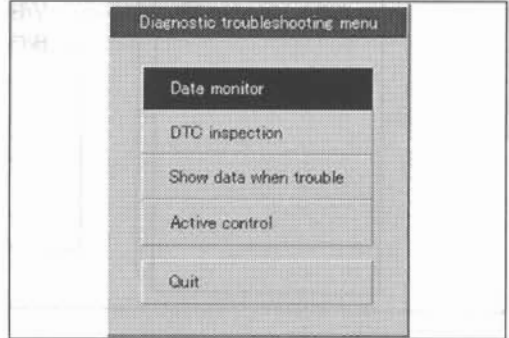 Diagnostic troubleshooting menu
Data monitor
DTC inspection
Show data when trouble
Active control
Quit